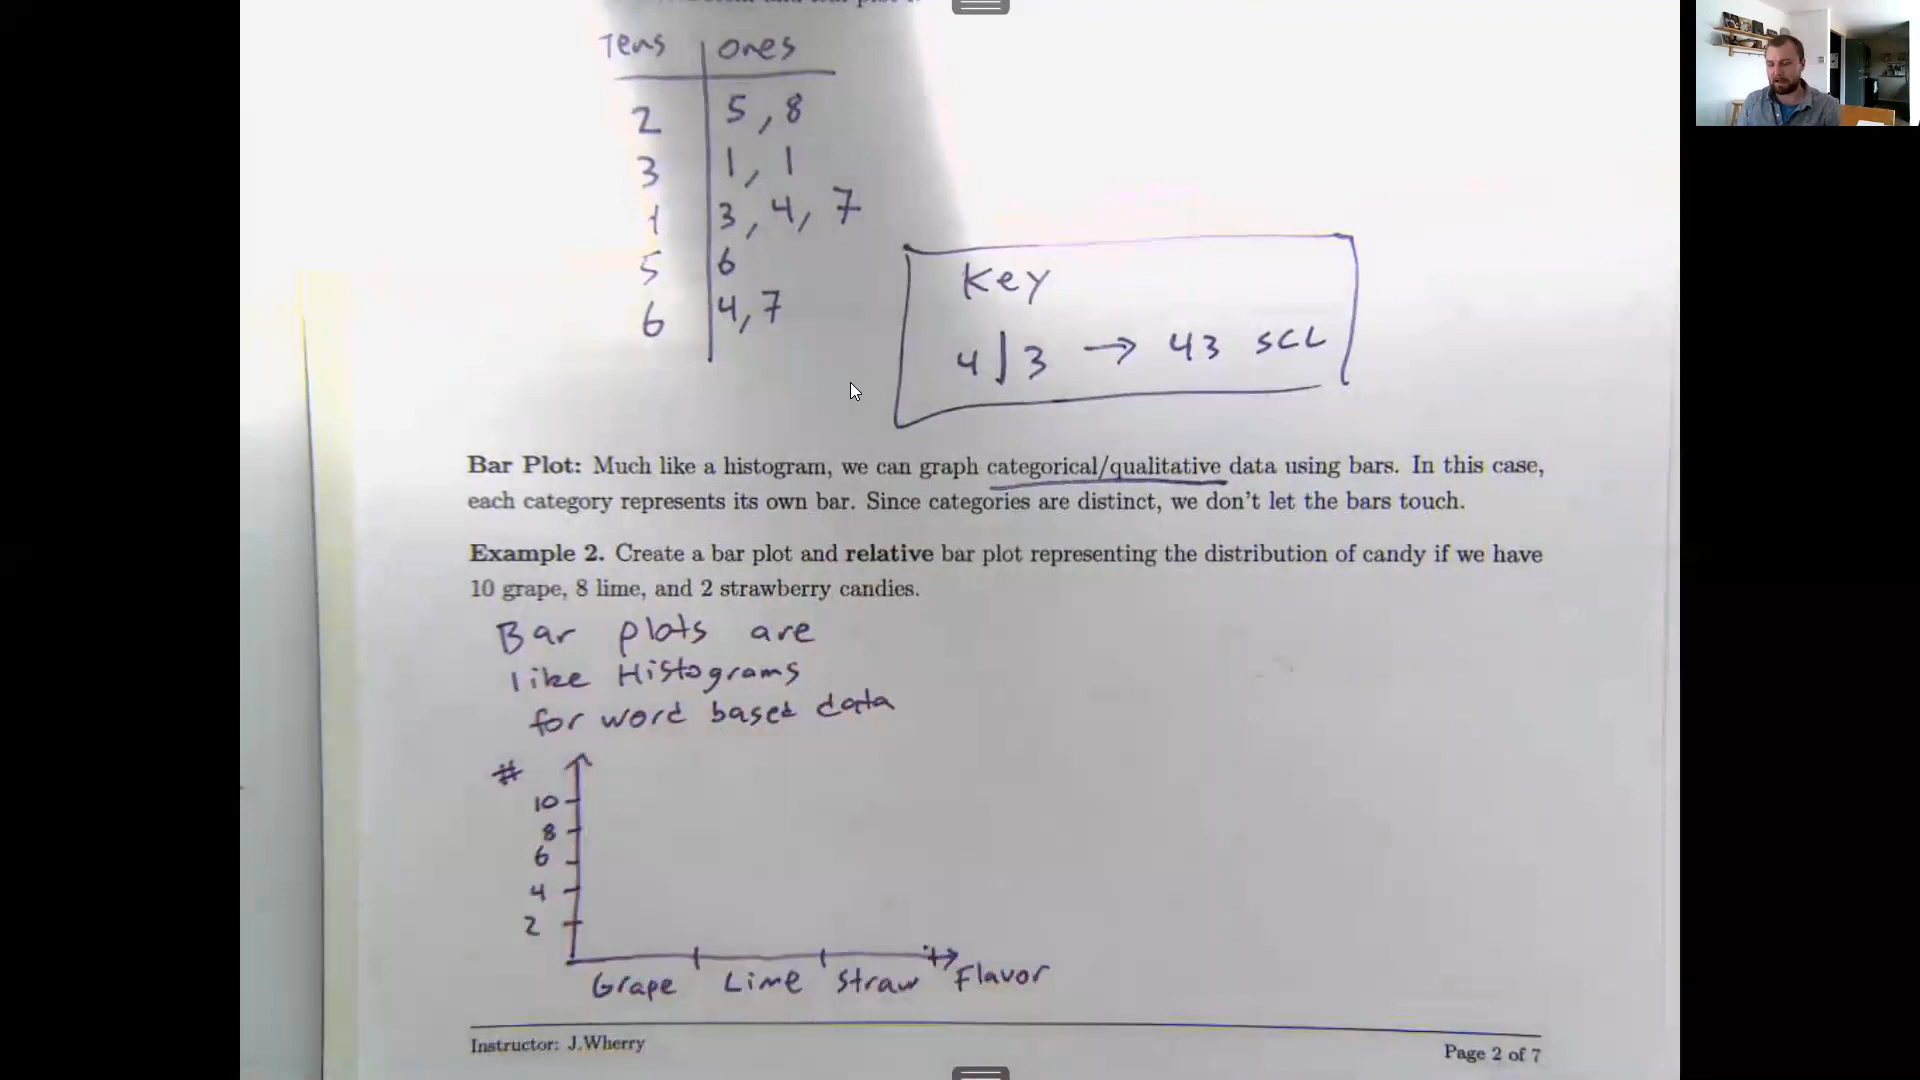 Tens | ones
2 | 5, 8
3 | 1, 1
4 | 3, 4, 7
5 | 6
6 | 4, 7
Key
4 | 3 → 43 SCL
Bar Plot: Much like a histogram, we can graph categorical/qualitative data using bars. In this case,
each category represents its own bar. Since categories are distinct, we don't let the bars touch.
Example 2. Create a bar plot and relative bar plot representing the distribution of candy if we have
10 grape, 8 lime, and 2 strawberry candies.
Bar plots are
like Histograms
for word based data
#
10
8
6
4
2
Grape Lime Straw Flavor
Instructor: J.Wherry
Page 2 of 7